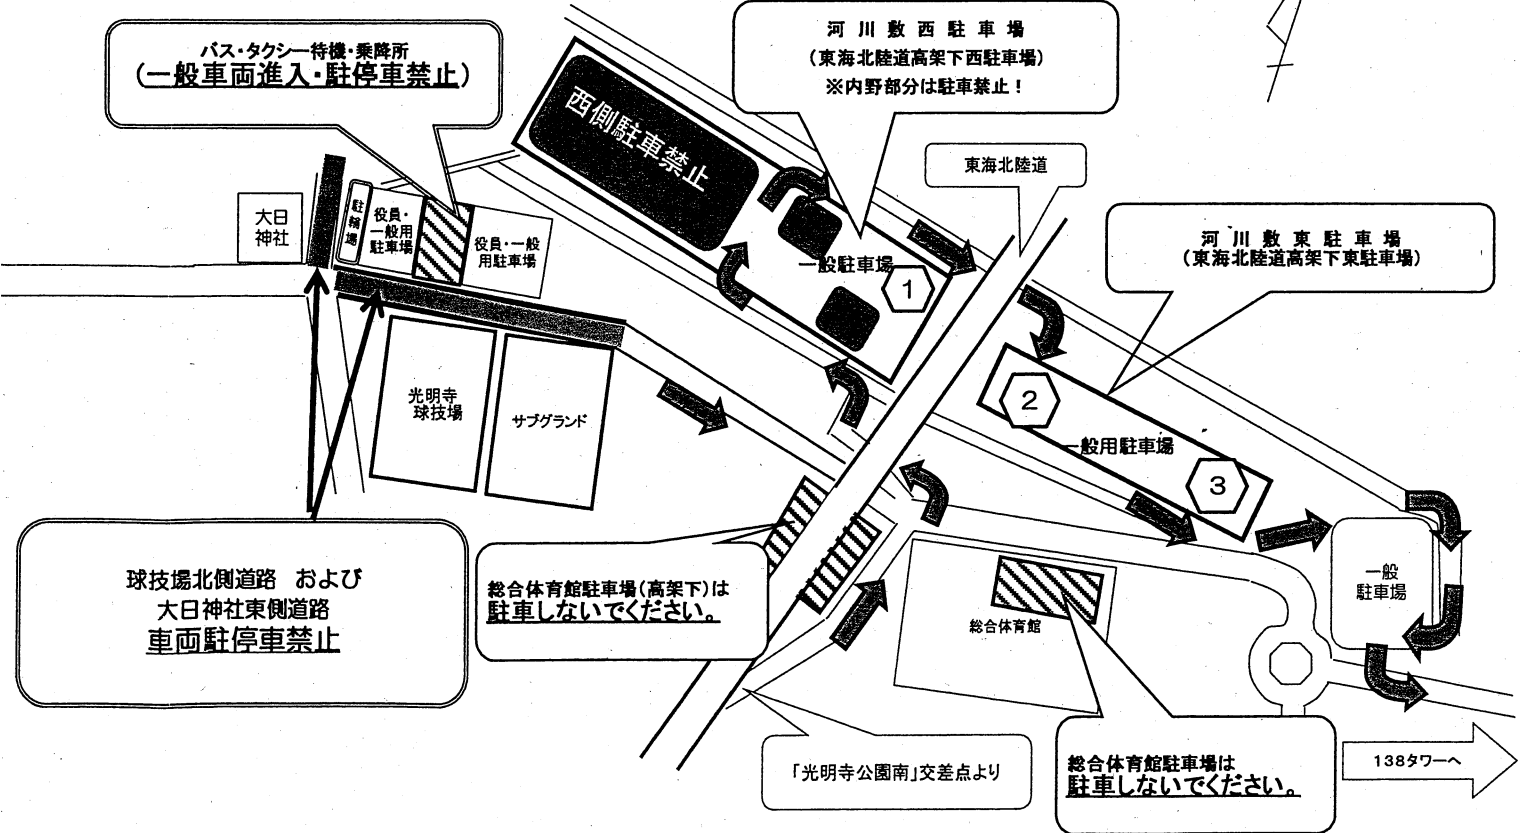 バス・タクシー待機・乗降所
(一般車両進入・駐停車禁止)
河川敷西駐車場
(東海北陸道高架下西駐車場)
※内野部分は駐車禁止！
西側駐車禁止
東海北陸道
大日
神社
駐輪場
役員・
一般用
駐車場
役員・一般
用駐車場
一般駐車場
1
河川敷東駐車場
(東海北陸道高架下東駐車場)
光明寺
球技場
サブグランド
2
一般用駐車場
3
球技場北側道路 および
大日神社東側道路
車両駐停車禁止
総合体育館駐車場(高架下)は
駐車しないでください。
総合体育館
一般
駐車場
「光明寺公園南」交差点より
総合体育館駐車場は
駐車しないでください。
138タワーへ